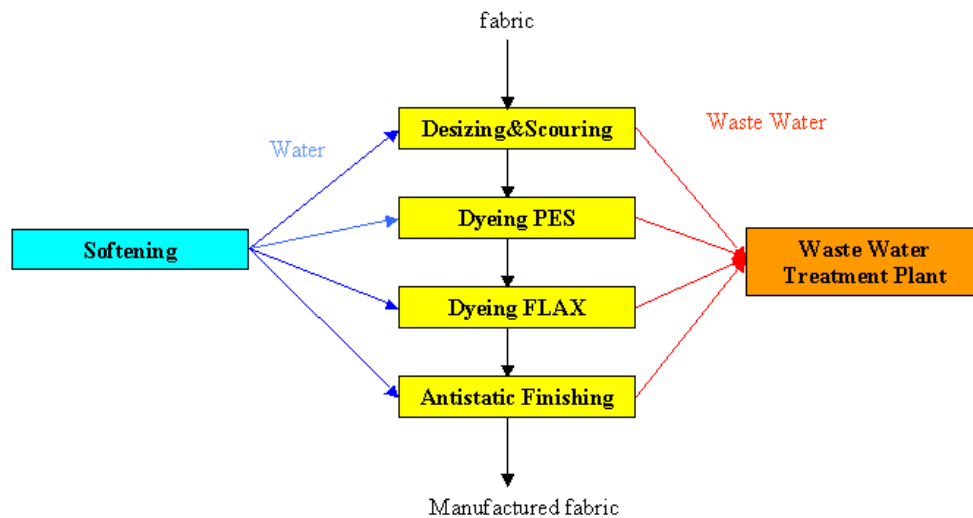 fabric
Desizing&Scouring
Waste Water
Water
Dyeing PES
Softening
Waste Water
Treatment Plant
Dyeing FLAX
Antistatic Finishing
Manufactured fabric